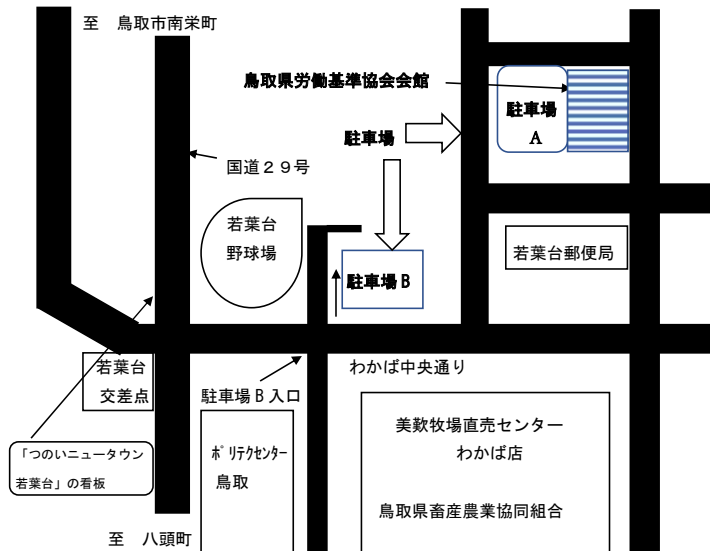 至　鳥取市南栄町
鳥取県労働基準協会会館
駐車場
A
駐車場
国道２９号
若葉台
野球場
若葉台郵便局
駐車場 B
若葉台
交差点
わかば中央通り
駐車場 B 入口
「つのいニュータウン
若葉台」の看板
ﾎﾟﾘﾃｸｾﾝﾀｰ
鳥取
美歎牧場直売センター
わかば店
鳥取県畜産農業協同組合
至　八頭町